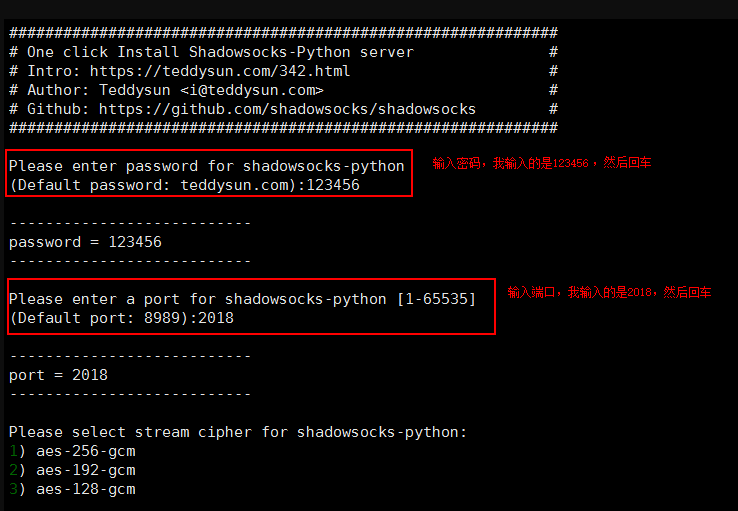 ############################################################
# One click Install Shadowsocks-Python server #
# Intro: https://teddysun.com/342.html #
# Author: Teddysun <i@teddysun.com> #
# Github: https://github.com/shadowsocks/shadowsocks #
############################################################
Please enter password for shadowsocks-python
输入密码，我输入的是123456，然后回车
(Default password: teddysun.com):123456
---------------------------
password = 123456
---------------------------
Please enter a port for shadowsocks-python [1-65535]
输入端口，我输入的是2018，然后回车
(Default port: 8989):2018
---------------------------
port = 2018
---------------------------
Please select stream cipher for shadowsocks-python:
1) aes-256-gcm
2) aes-192-gcm
3) aes-128-gcm